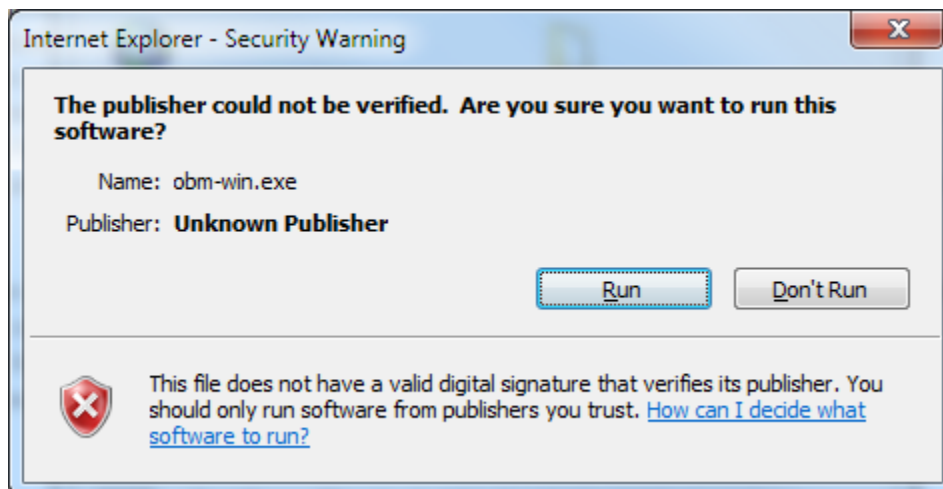 Internet Explorer - Security Warning
The publisher could not be verified. Are you sure you want to run this
software?
Name: obm-win.exe
Publisher: Unknown Publisher
Run Don't Run
This file does not have a valid digital signature that verifies its publisher. You
should only run software from publishers you trust. How can I decide what
software to run?